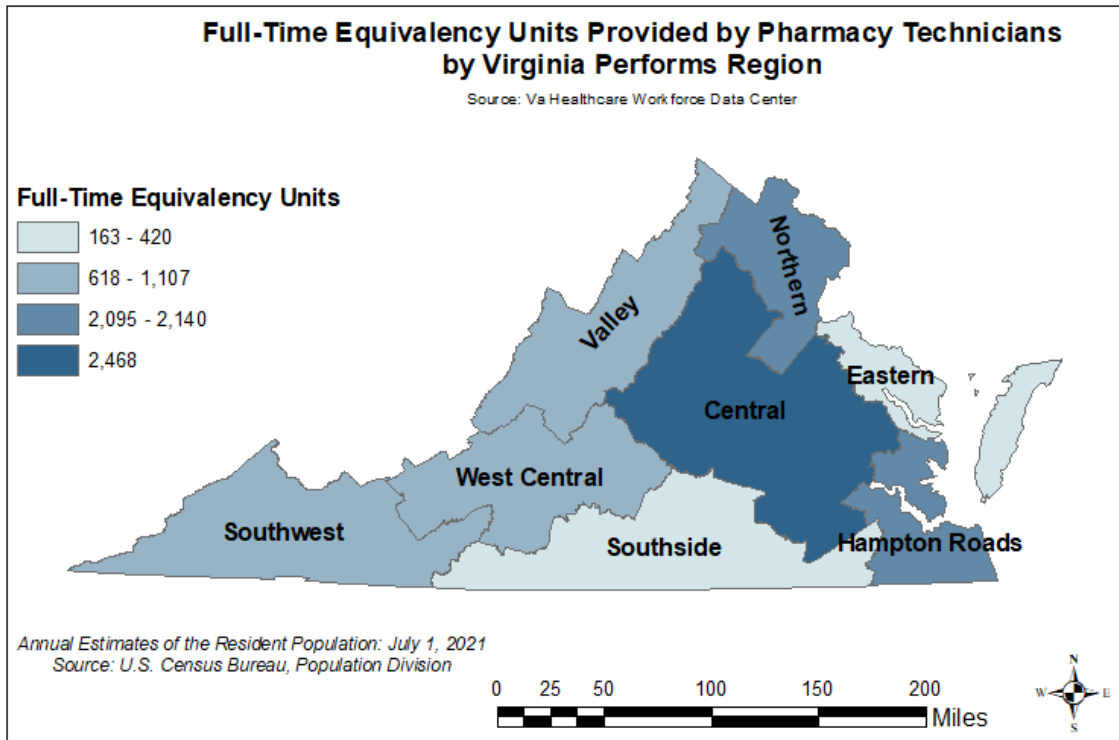 Full-Time Equivalency Units Provided by Pharmacy Technicians
by Virginia Performs Region
Source: Va Healthcare Workforce Data Center
Full-Time Equivalency Units
163 - 420
618 - 1,107
2,095 - 2,140
2,468
Northern
Valley
Eastern
Central
West Central
Southwest
Southside
Hampton Roads
Annual Estimates of the Resident Population: July 1, 2021
Source: U.S. Census Bureau, Population Division
0 25 50 100 150 200
Miles
N
W E
S